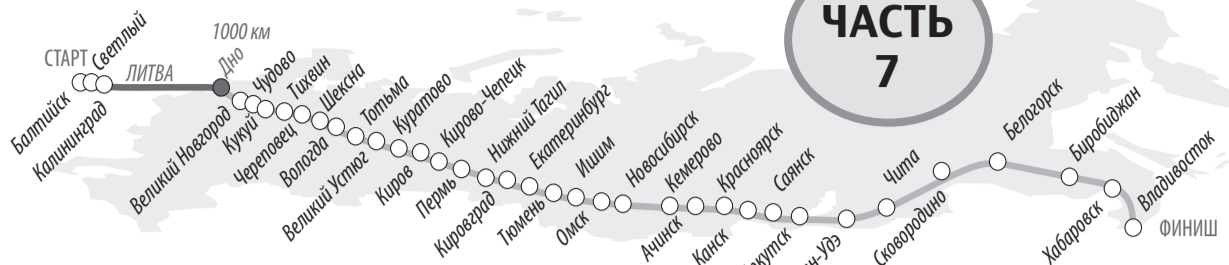 ЧАСТЬ
7
1000 км
СТАРТ
Балтийск
Светлый
Калининград
ЛИТВА
Дно
Великий Новгород
Чудово
Кукуй
Тихвин
Череповец
Шексна
Вологда
Тотьма
Великий Устюг
Куратово
Киров
Кирово-Чепецк
Пермь
Нижний Тагил
Кировград
Екатеринбург
Тюмень
Ишим
Омск
Новосибирск
Ачинск
Кемерово
Канск
Красноярск
Саянск
Чита
Сковородино
Белогорск
Биробиджан
Хабаровск
Владивосток
ФИНИШ